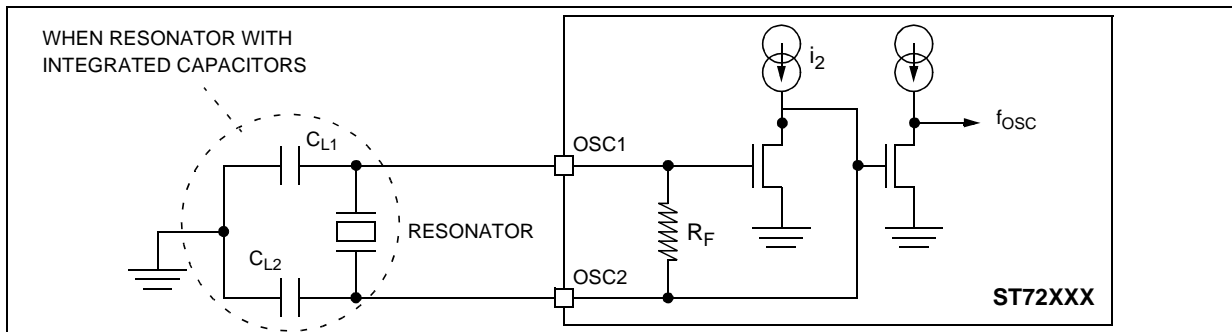 WHEN RESONATOR WITH
INTEGRATED CAPACITORS
i2
fOSC
CL1
OSC1
RESONATOR
RF
CL2
OSC2
ST72XXX